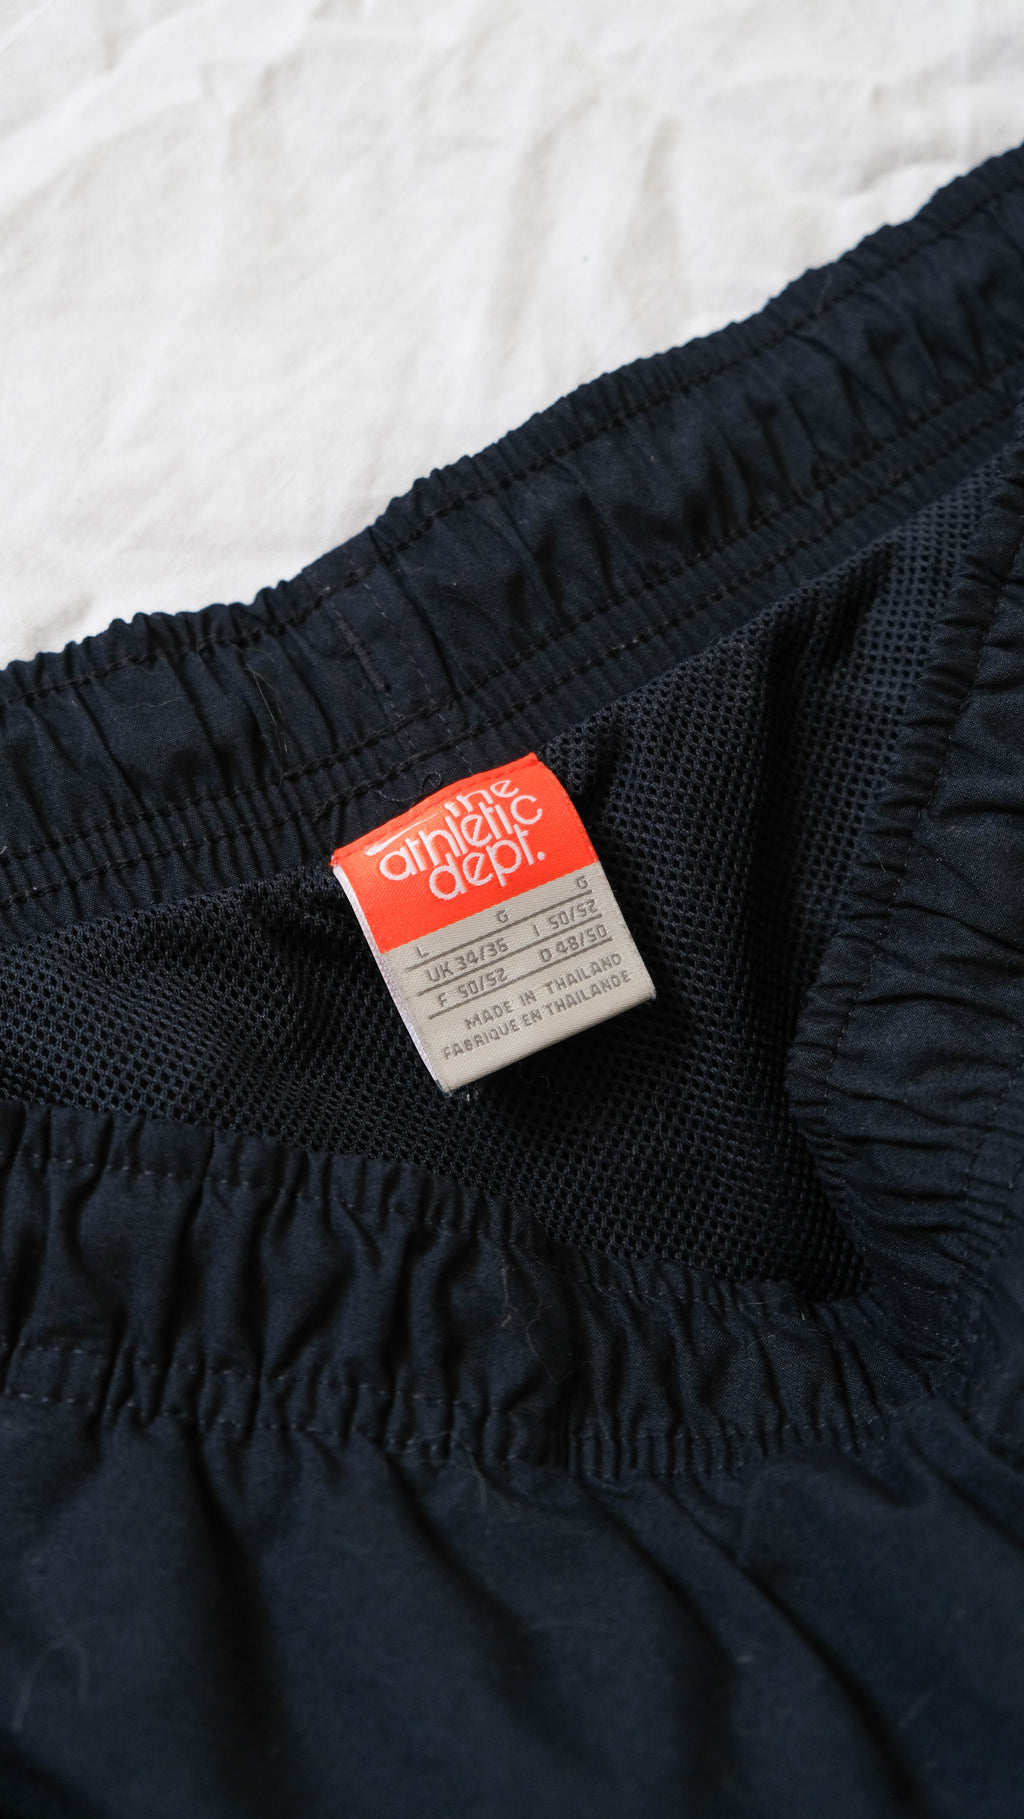 the
athletic
dept.
L G G
UK 34/36 I 50/52
F 50/52 D 48/50
MADE IN THAILAND
FABRIQUE EN THAILANDE